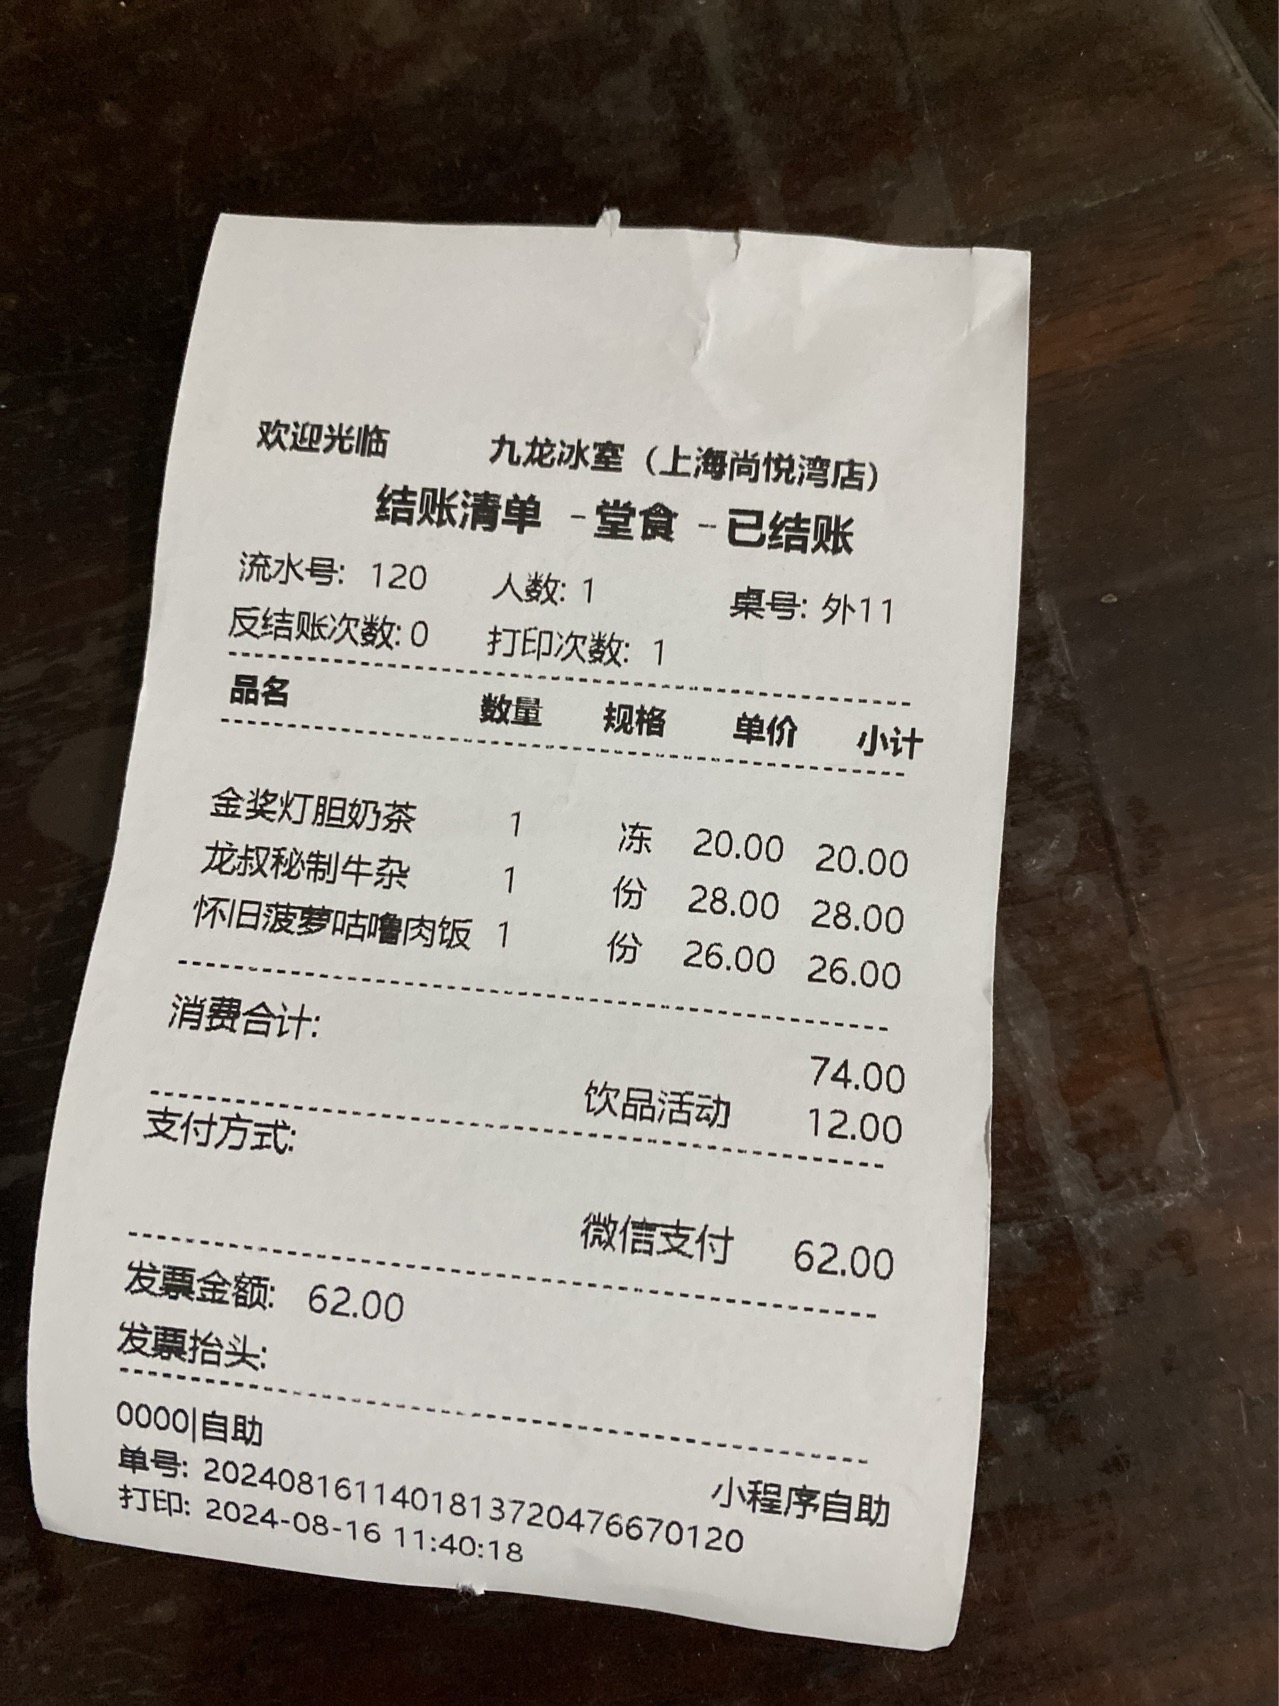 欢迎光临 九龙冰室（上海尚悦湾店）
结账清单 -堂食 --已结账
流水号: 120 人数: 1 桌号: 外11
反结账次数: 0 打印次数: 1
品名 数量 规格 单价 小计
金奖灯胆奶茶 1 冻 20.00 20.00
龙叔秘制牛杂 1 份 28.00 28.00
怀旧菠萝咕噜肉饭 1 份 26.00 26.00
消费合计: 74.00
饮品活动 12.00
支付方式:
微信支付 62.00
发票金额: 62.00
发票抬头:
0000|自助 小程序自助
单号: 2024081611401813720476670120
打印: 2024-08-16 11:40:18